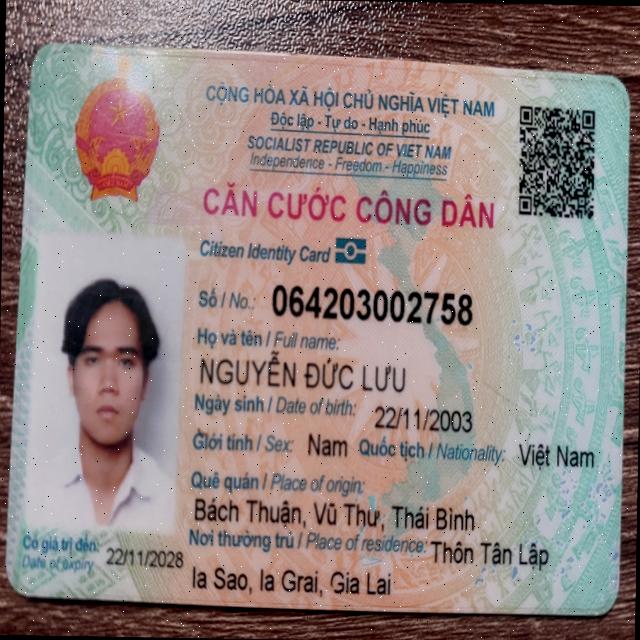 CỘNG HÒA XÃ HỘI CHỦ NGHĨA VIỆT NAM
Độc lập - Tự do - Hạnh phúc
SOCIALIST REPUBLIC OF VIET NAM
Independence - Freedom - Happiness
CĂN CƯỚC CÔNG DÂN
Citizen Identity Card
Số / No.: 064203002758
Họ và tên / Full name:
NGUYỄN ĐỨC LƯU
Ngày sinh / Date of birth: 22/11/2003
Giới tính / Sex: Nam Quốc tịch / Nationality: Việt Nam
Quê quán / Place of origin:
Bách Thuận, Vũ Thư, Thái Bình
Nơi thường trú / Place of residence: Thôn Tân Lập
Ia Sao, Ia Grai, Gia Lai
Có giá trị đến: 22/11/2028
Date of expiry